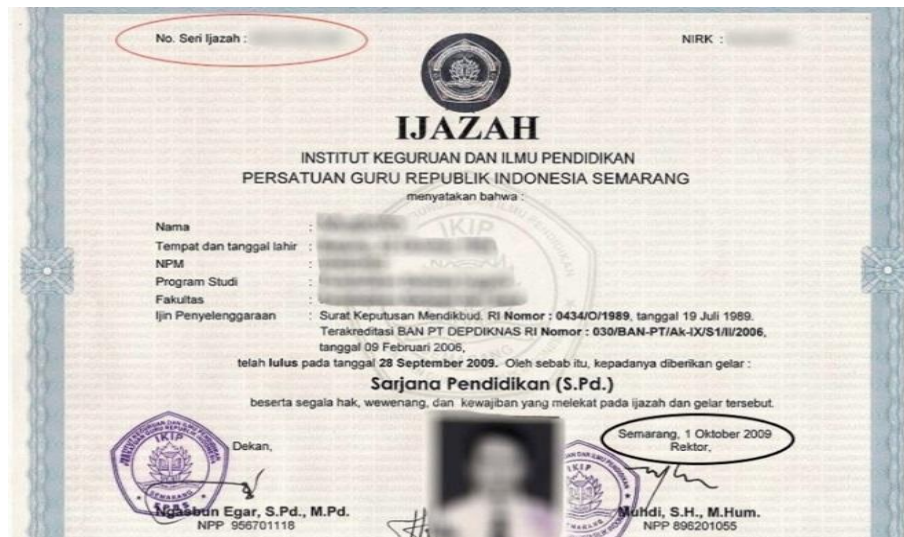 No. Seri Ijazah :
NIRK :
IJAZAH
INSTITUT KEGURUAN DAN ILMU PENDIDIKAN
PERSATUAN GURU REPUBLIK INDONESIA SEMARANG
menyatakan bahwa :
Nama :
Tempat dan tanggal lahir :
NPM :
Program Studi :
Fakultas :
Ijin Penyelenggaraan : Surat Keputusan Mendikbud. RI Nomor : 0434/O/1989, tanggal 19 Juli 1989.
Terakreditasi BAN PT DEPDIKNAS RI Nomor : 030/BAN-PT/Ak-IX/S1/II/2006,
tanggal 09 Februari 2006,
telah lulus pada tanggal 28 September 2009. Oleh sebab itu, kepadanya diberikan gelar :
Sarjana Pendidikan (S.Pd.)
beserta segala hak, wewenang, dan kewajiban yang melekat pada ijazah dan gelar tersebut.
Semarang, 1 Oktober 2009
Dekan,
Rektor,
IKIP
SEMARANG
Ngasbun Egar, S.Pd., M.Pd.
NPP 956701118
Muhdi, S.H., M.Hum.
NPP 896201055